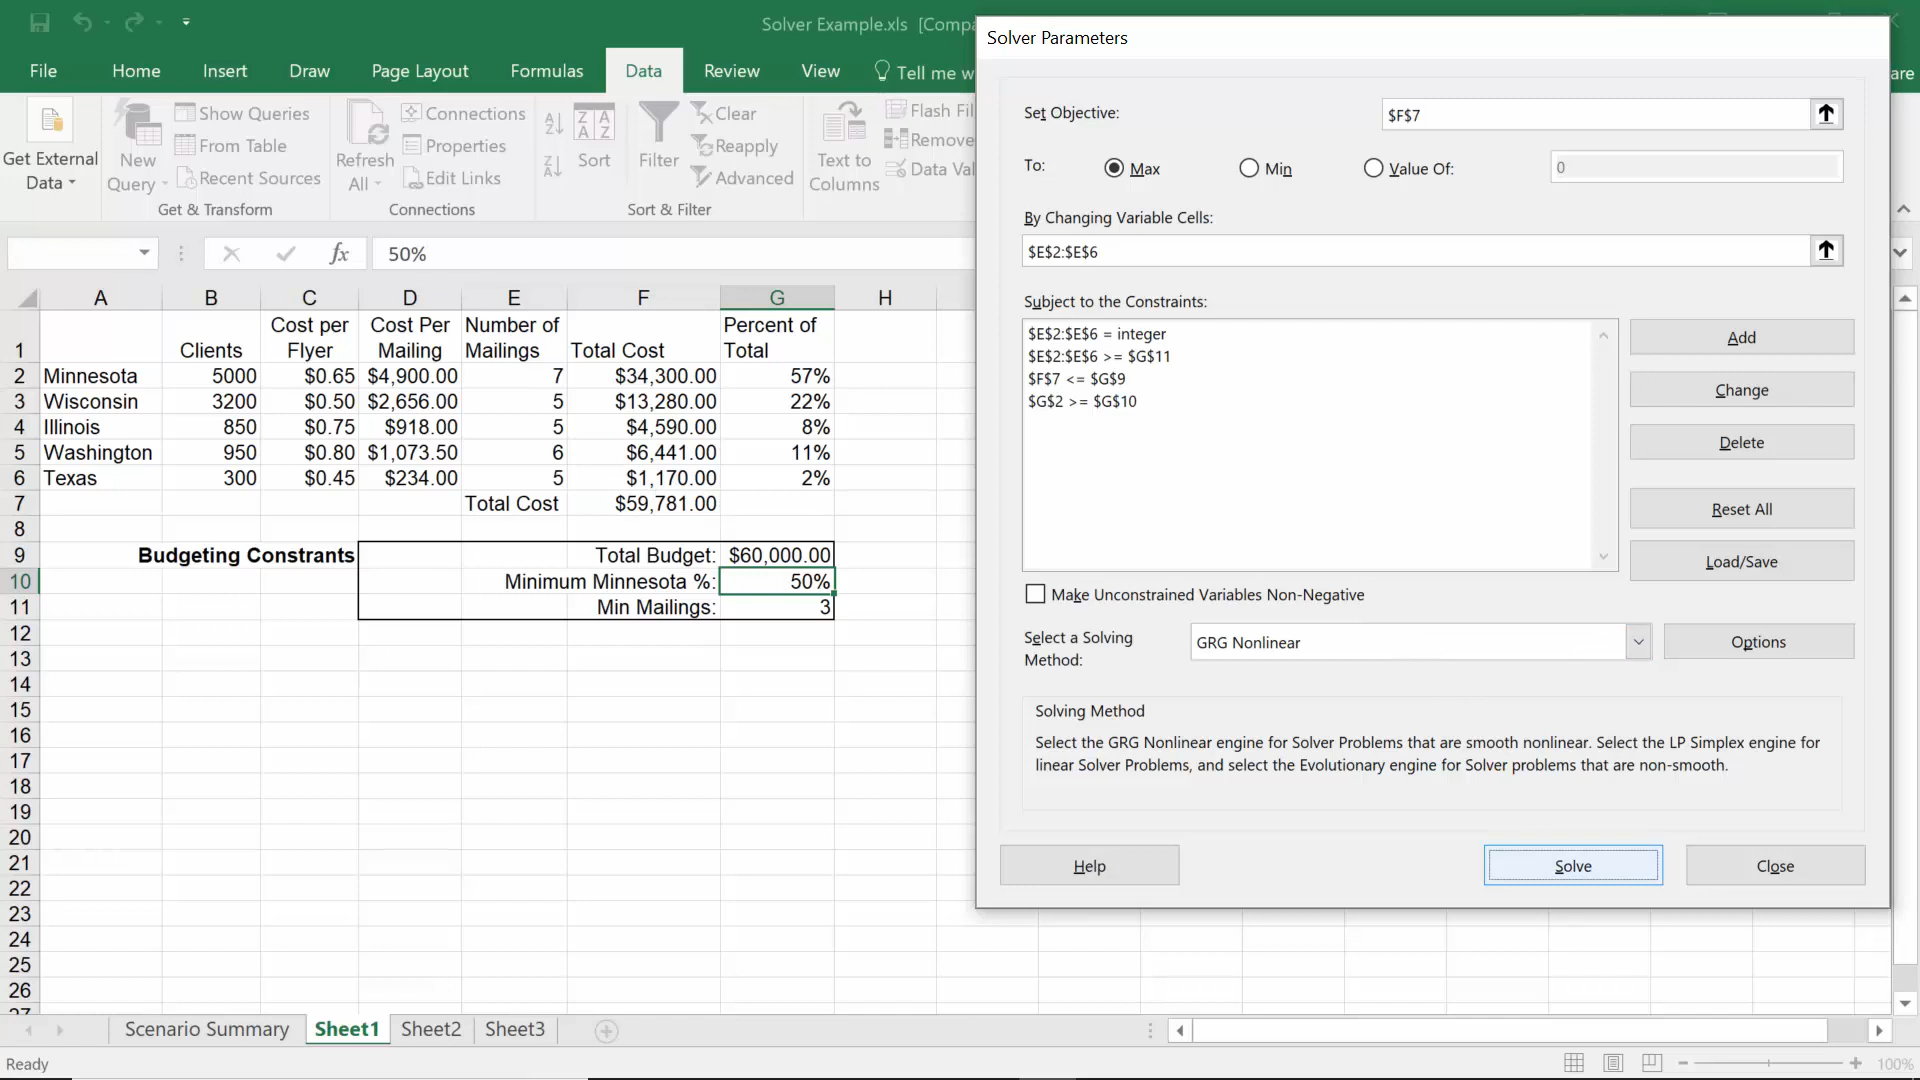 Solver Example.xls [Compa
File Home Insert Draw Page Layout Formulas Data Review View Tell me w are
Get External Data
New Query
Show Queries
From Table
Recent Sources
Get & Transform
Refresh All
Connections
Properties
Edit Links
Connections
Sort
Filter
Clear
Reapply
Advanced
Sort & Filter
Text to Columns
Flash Fil
Remove
Data Val
fx 50%
A B C D E F G H
1 Clients Cost per Flyer Cost Per Mailing Number of Mailings Total Cost Percent of Total
2 Minnesota 5000 $0.65 $4,900.00 7 $34,300.00 57%
3 Wisconsin 3200 $0.50 $2,656.00 5 $13,280.00 22%
4 Illinois 850 $0.75 $918.00 5 $4,590.00 8%
5 Washington 950 $0.80 $1,073.50 6 $6,441.00 11%
6 Texas 300 $0.45 $234.00 5 $1,170.00 2%
7 Total Cost $59,781.00
8
9 Budgeting Constrants Total Budget: $60,000.00
10 Minimum Minnesota %: 50%
11 Min Mailings: 3
12
13
14
15
16
17
18
19
20
21
22
23
24
25
26
27
Scenario Summary Sheet1 Sheet2 Sheet3
Ready
100%
Solver Parameters
Set Objective: $F$7
To: Max Min Value Of: 0
By Changing Variable Cells:
$E$2:$E$6
Subject to the Constraints:
$E$2:$E$6 = integer
$E$2:$E$6 >= $G$11
$F$7 <= $G$9
$G$2 >= $G$10
Add
Change
Delete
Reset All
Load/Save
Make Unconstrained Variables Non-Negative
Select a Solving Method: GRG Nonlinear Options
Solving Method
Select the GRG Nonlinear engine for Solver Problems that are smooth nonlinear. Select the LP Simplex engine for
linear Solver Problems, and select the Evolutionary engine for Solver problems that are non-smooth.
Help Solve Close